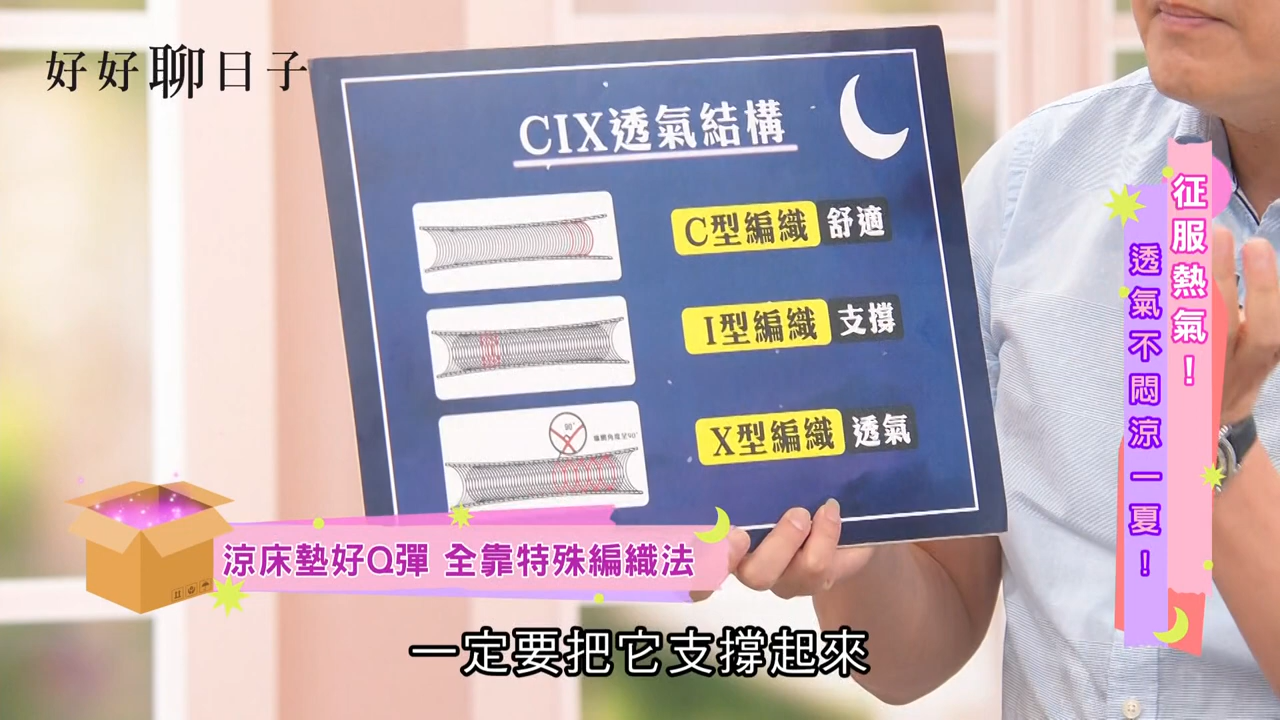 好好聊日子
CIX透氣結構
C型編織 舒適
I型編織 支撐
X型編織 透氣
90°
征服熱氣！
透氣不悶涼一夏！
涼床墊好Q彈 全靠特殊編織法
一定要把它支撐起來